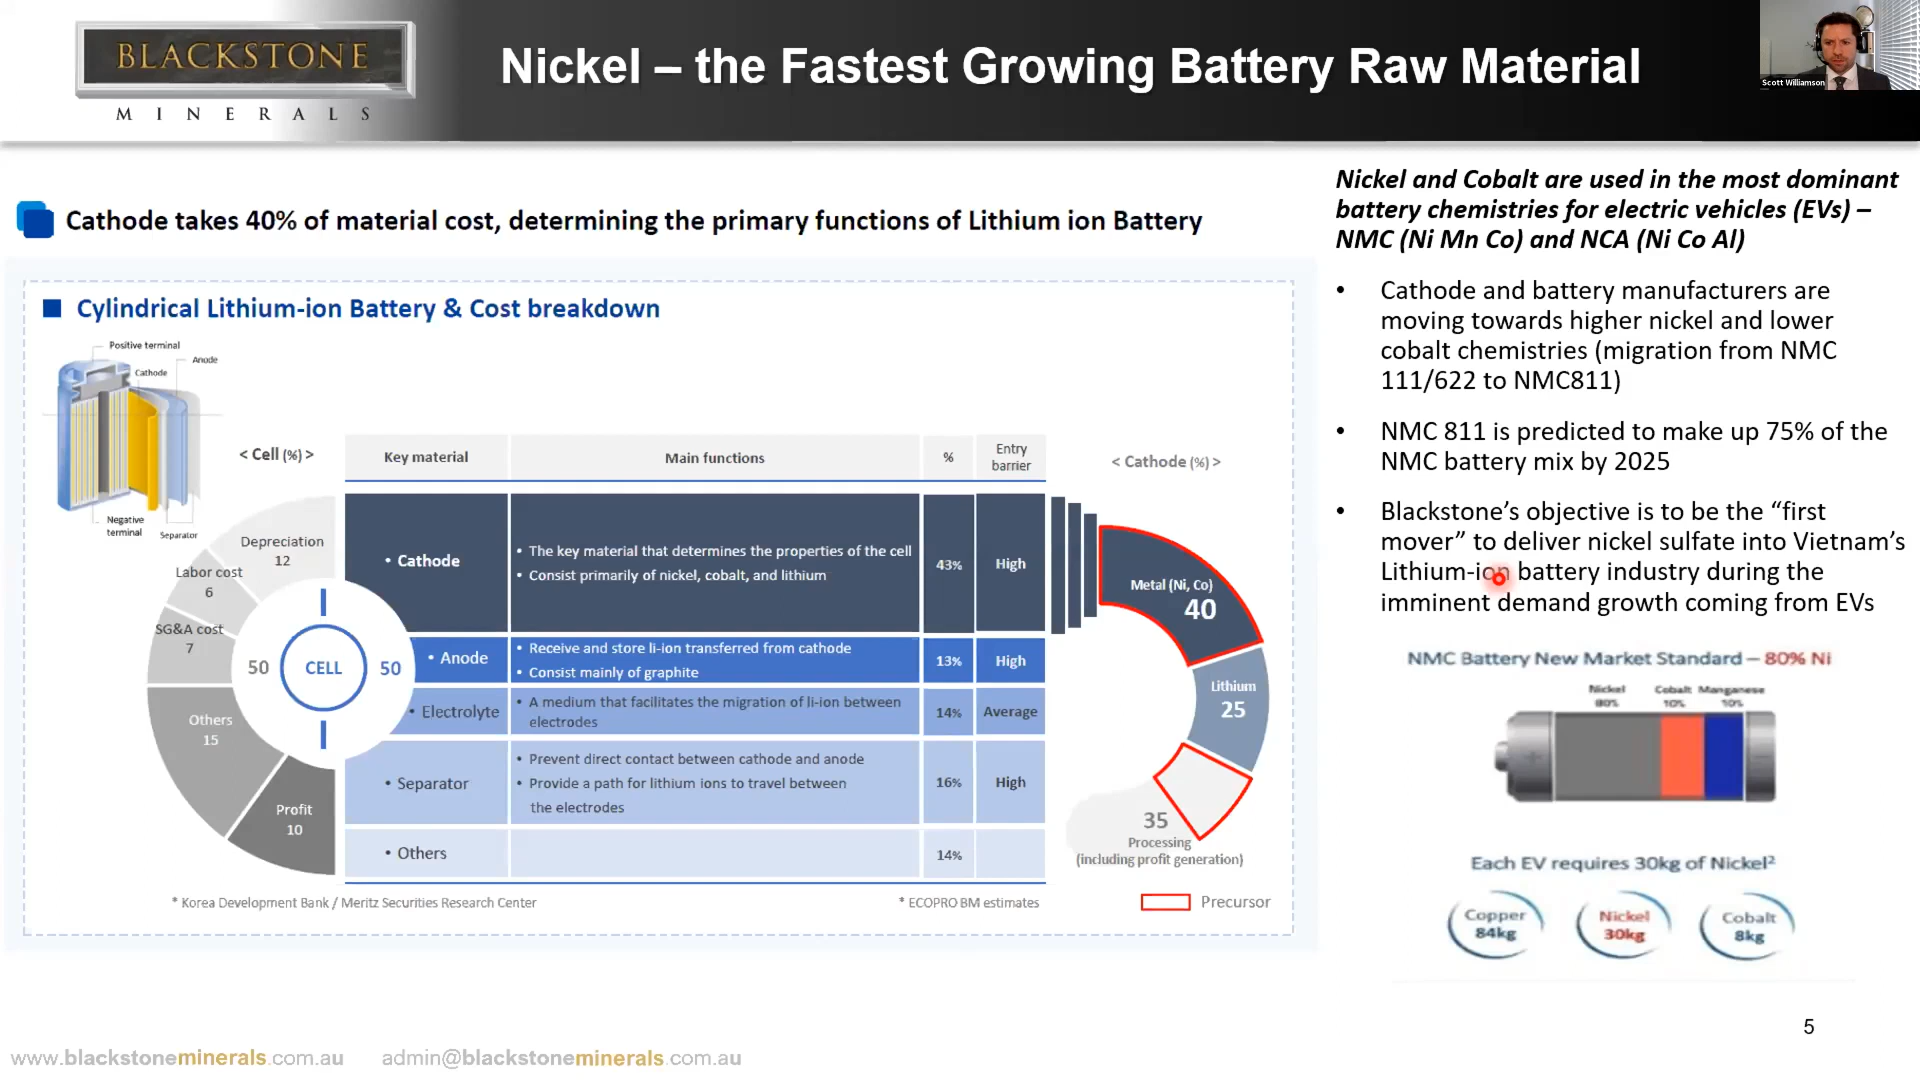 BLACKSTONE
MINERALS
Nickel – the Fastest Growing Battery Raw Material
Scott Williamson
Cathode takes 40% of material cost, determining the primary functions of Lithium ion Battery
Cylindrical Lithium-ion Battery & Cost breakdown
Positive terminal
Anode
Cathode
Negative
terminal
Separator
< Cell (%) >
Depreciation
12
Labor cost
6
SG&A cost
7
Others
15
Profit
10
50
CELL
50
Key material
Main functions
%
Entry
barrier
• Cathode
• The key material that determines the properties of the cell
• Consist primarily of nickel, cobalt, and lithium
43%
High
• Anode
• Receive and store li-ion transferred from cathode
• Consist mainly of graphite
13%
High
• Electrolyte
• A medium that facilitates the migration of li-ion between
electrodes
14%
Average
• Separator
• Prevent direct contact between cathode and anode
• Provide a path for lithium ions to travel between
the electrodes
16%
High
• Others
14%
< Cathode (%) >
Metal (Ni, Co)
40
Lithium
25
35
Processing
(including profit generation)
* Korea Development Bank / Meritz Securities Research Center
* ECOPRO BM estimates
Precursor
Nickel and Cobalt are used in the most dominant
battery chemistries for electric vehicles (EVs) –
NMC (Ni Mn Co) and NCA (Ni Co Al)
• Cathode and battery manufacturers are
moving towards higher nickel and lower
cobalt chemistries (migration from NMC
111/622 to NMC811)
• NMC 811 is predicted to make up 75% of the
NMC battery mix by 2025
• Blackstone’s objective is to be the “first
mover” to deliver nickel sulfate into Vietnam’s
Lithium-ion battery industry during the
imminent demand growth coming from EVs
NMC Battery New Market Standard – 80% Ni
Nickel Cobalt Manganese
80% 10% 10%
Each EV requires 30kg of Nickel²
Copper
84kg
Nickel
30kg
Cobalt
8kg
5
www.blackstoneminerals.com.au admin@blackstoneminerals.com.au